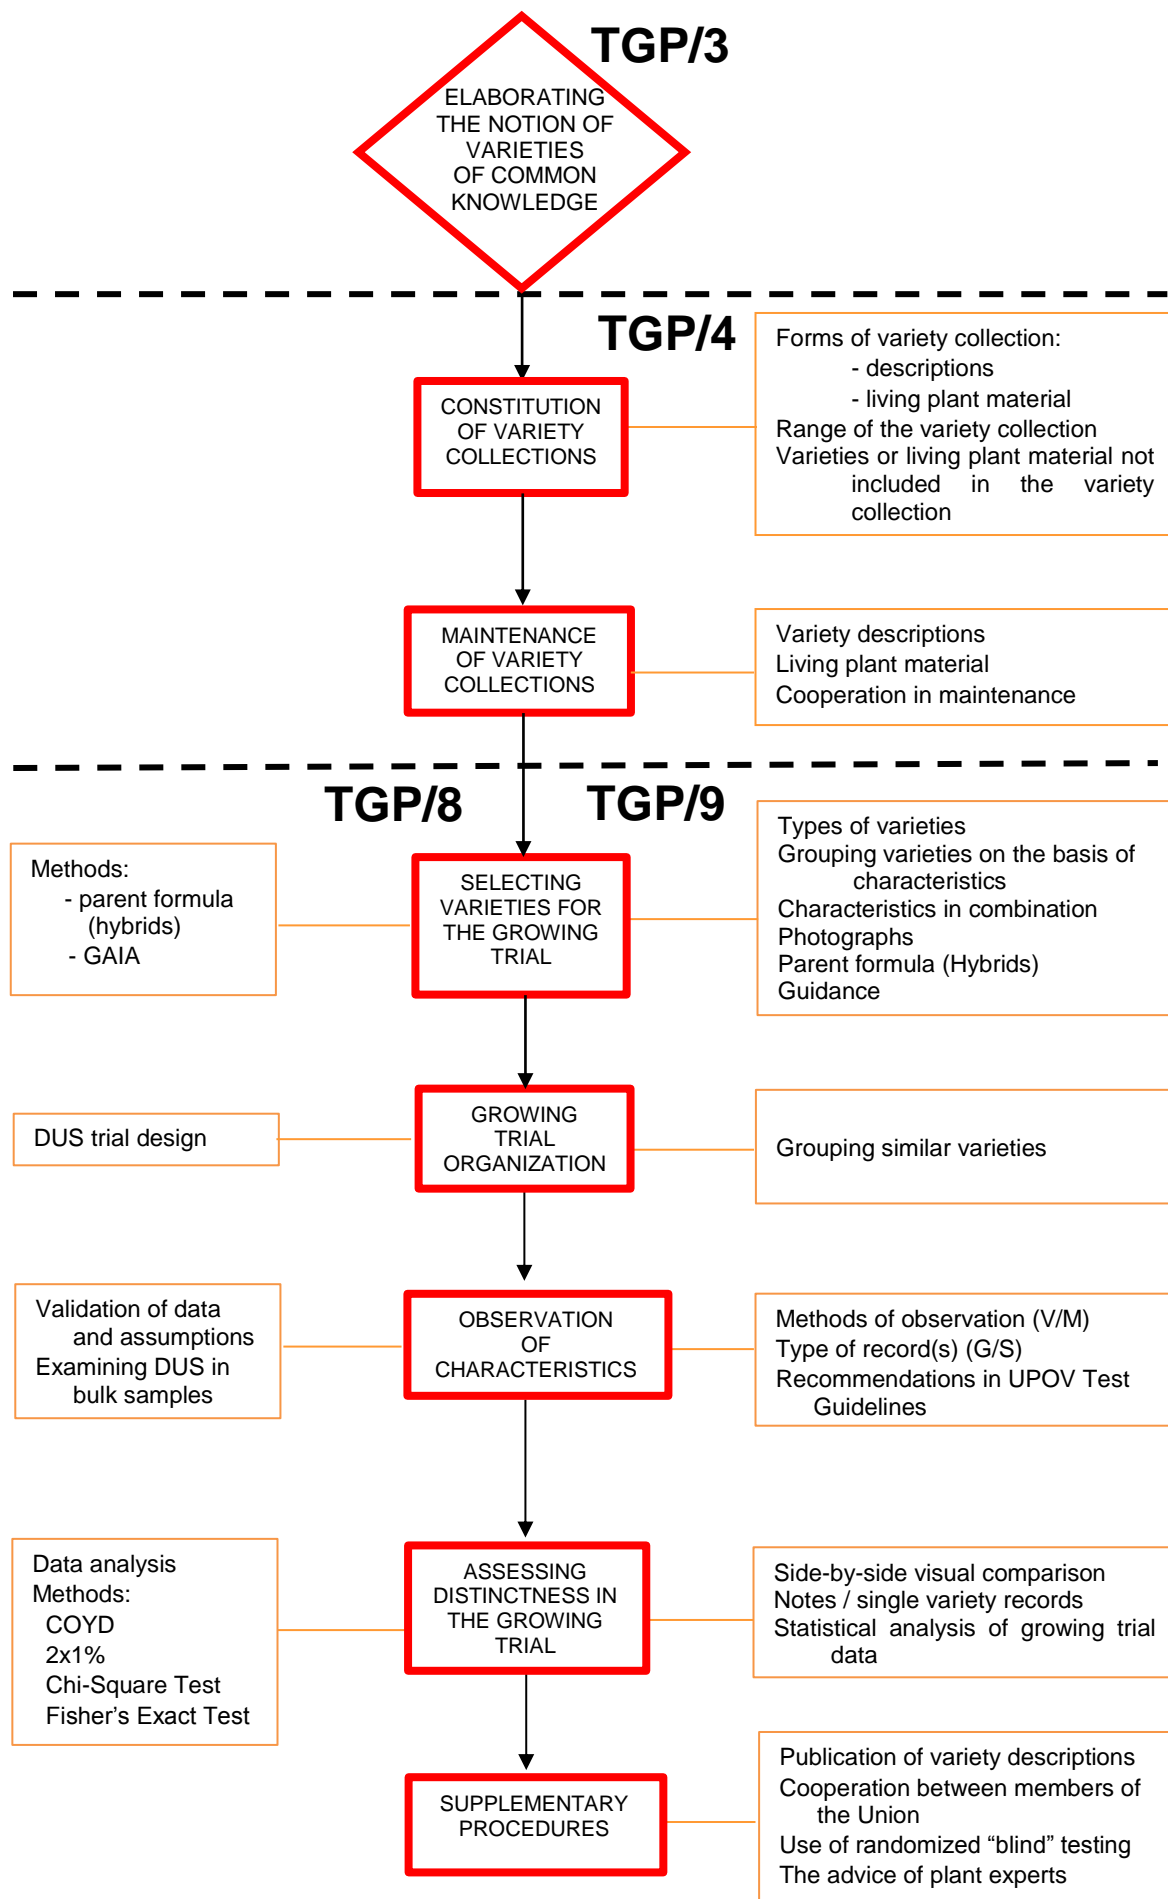 TGP/3
ELABORATING
THE NOTION OF
VARIETIES
OF COMMON
KNOWLEDGE
TGP/4
CONSTITUTION
OF VARIETY
COLLECTIONS
Forms of variety collection:
- descriptions
- living plant material
Range of the variety collection
Varieties or living plant material not
included in the variety
collection
MAINTENANCE
OF VARIETY
COLLECTIONS
Variety descriptions
Living plant material
Cooperation in maintenance
TGP/8
TGP/9
Methods:
- parent formula
(hybrids)
- GAIA
SELECTING
VARIETIES FOR
THE GROWING
TRIAL
Types of varieties
Grouping varieties on the basis of
characteristics
Characteristics in combination
Photographs
Parent formula (Hybrids)
Guidance
DUS trial design
GROWING
TRIAL
ORGANIZATION
Grouping similar varieties
Validation of data
and assumptions
Examining DUS in
bulk samples
OBSERVATION
OF
CHARACTERISTICS
Methods of observation (V/M)
Type of record(s) (G/S)
Recommendations in UPOV Test
Guidelines
Data analysis
Methods:
COYD
2x1%
Chi-Square Test
Fisher’s Exact Test
ASSESSING
DISTINCTNESS IN
THE GROWING
TRIAL
Side-by-side visual comparison
Notes / single variety records
Statistical analysis of growing trial
data
SUPPLEMENTARY
PROCEDURES
Publication of variety descriptions
Cooperation between members of
the Union
Use of randomized “blind” testing
The advice of plant experts